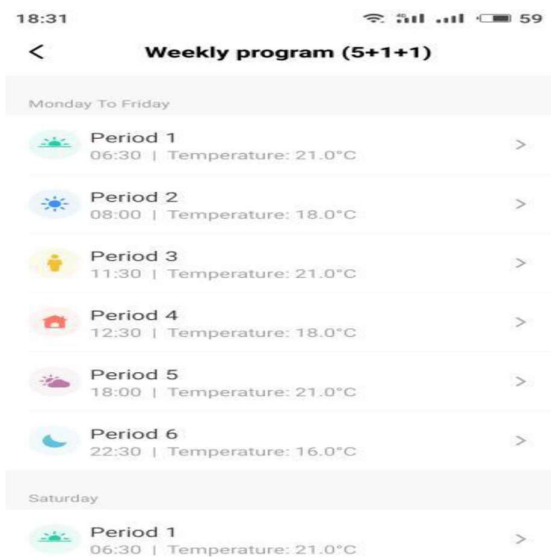 18:31
59
Weekly program (5+1+1)
Monday To Friday
Period 1
06:30 | Temperature: 21.0°C
Period 2
08:00 | Temperature: 18.0°C
Period 3
11:30 | Temperature: 21.0°C
Period 4
12:30 | Temperature: 18.0°C
Period 5
18:00 | Temperature: 21.0°C
Period 6
22:30 | Temperature: 16.0°C
Saturday
Period 1
06:30 | Temperature: 21.0°C